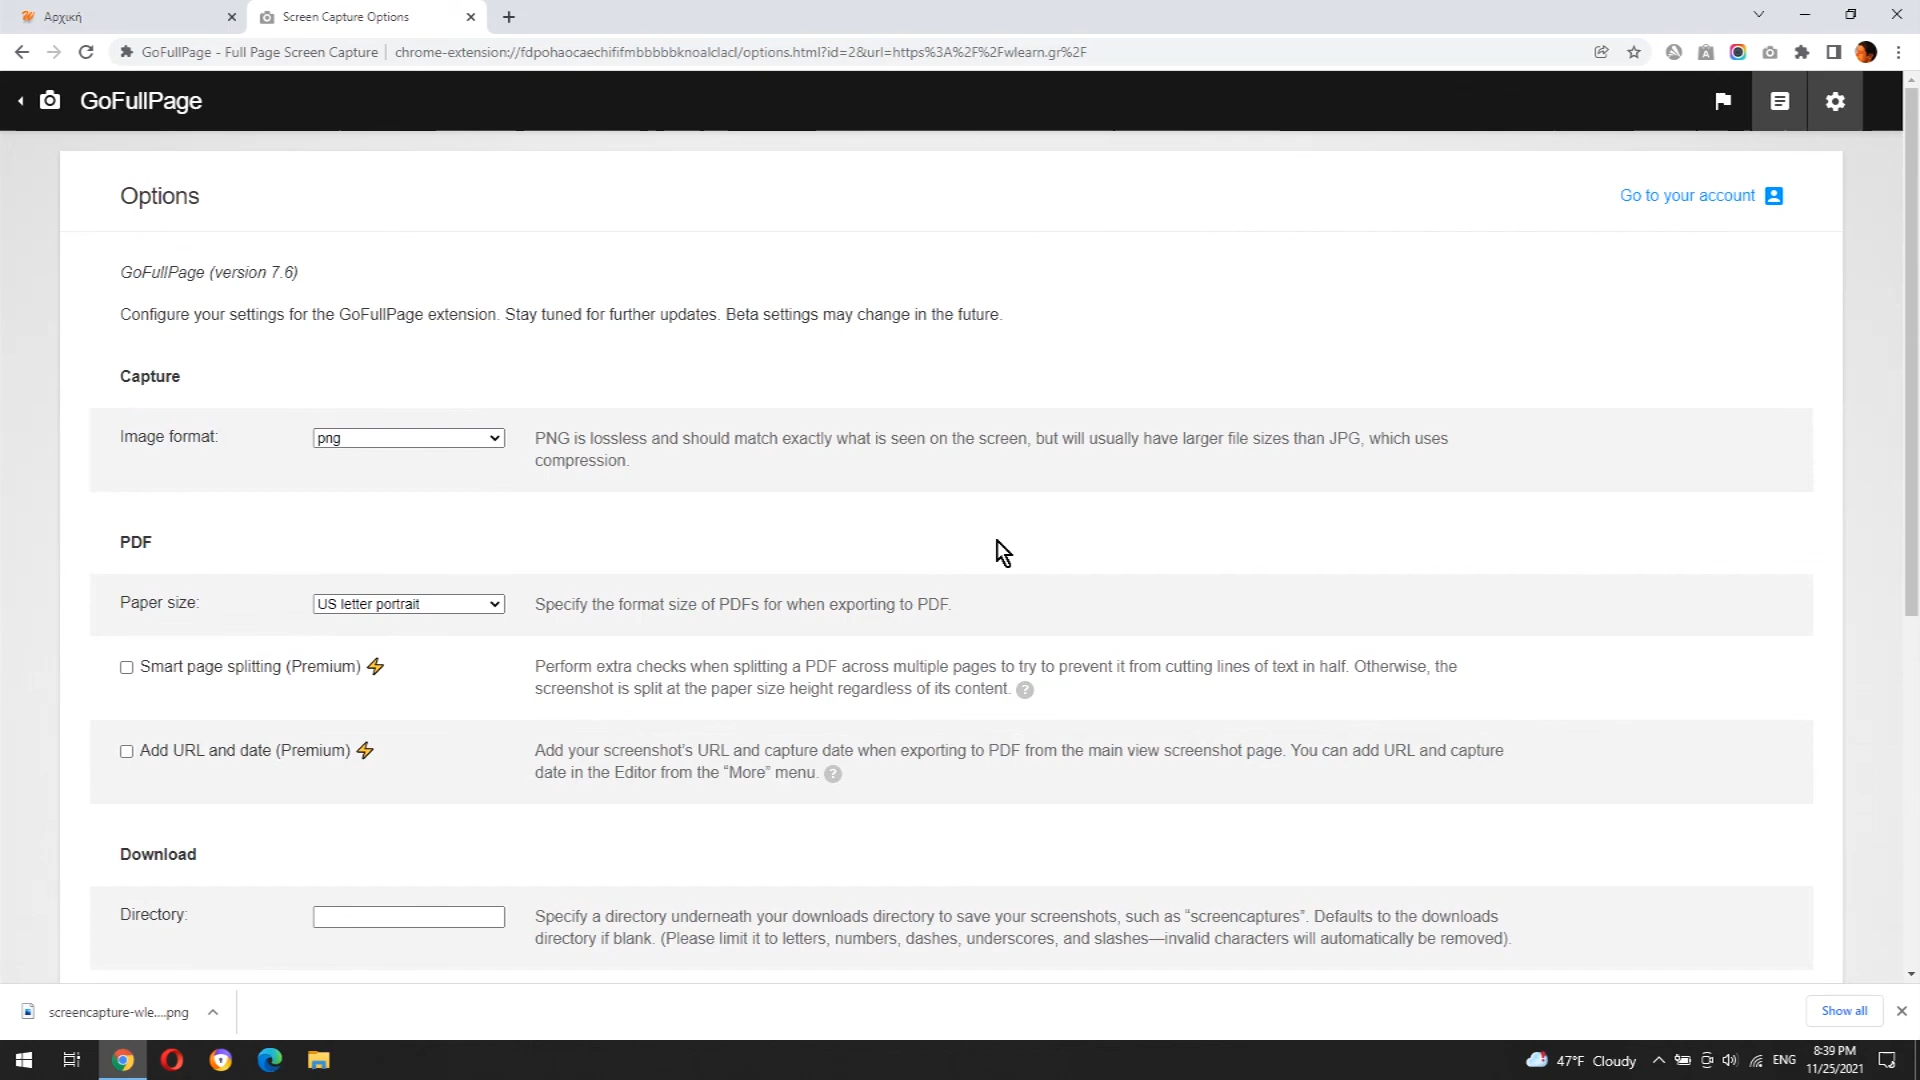 Αρχική
Screen Capture Options
GoFullPage - Full Page Screen Capture
chrome-extension://fdpohaocaechififmbbbbbknoalclacl/options.html?id=2&url=https%3A%2F%2Fwlearn.gr%2F
GoFullPage
Options
Go to your account
GoFullPage (version 7.6)
Configure your settings for the GoFullPage extension. Stay tuned for further updates. Beta settings may change in the future.
Capture
Image format:
png
PNG is lossless and should match exactly what is seen on the screen, but will usually have larger file sizes than JPG, which uses
compression.
PDF
Paper size:
US letter portrait
Specify the format size of PDFs for when exporting to PDF.
Smart page splitting (Premium)
Perform extra checks when splitting a PDF across multiple pages to try to prevent it from cutting lines of text in half. Otherwise, the
screenshot is split at the paper size height regardless of its content. ?
Add URL and date (Premium)
Add your screenshot's URL and capture date when exporting to PDF from the main view screenshot page. You can add URL and capture
date in the Editor from the “More” menu. ?
Download
Directory:
Specify a directory underneath your downloads directory to save your screenshots, such as “screencaptures”. Defaults to the downloads
directory if blank. (Please limit it to letters, numbers, dashes, underscores, and slashes—invalid characters will automatically be removed).
screencapture-wle....png
Show all
47°F Cloudy
ENG
8:39 PM
11/25/2021